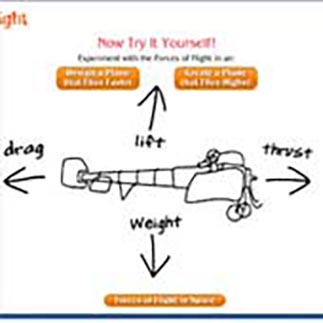 ight
Now Try It Yourself!
Experiment with the Forces of Flight in an:
Design a Plane
that Flies Faster
Create a Plane
that Flies Higher
lift
drag
thrust
Weight
Forces of Flight in Space